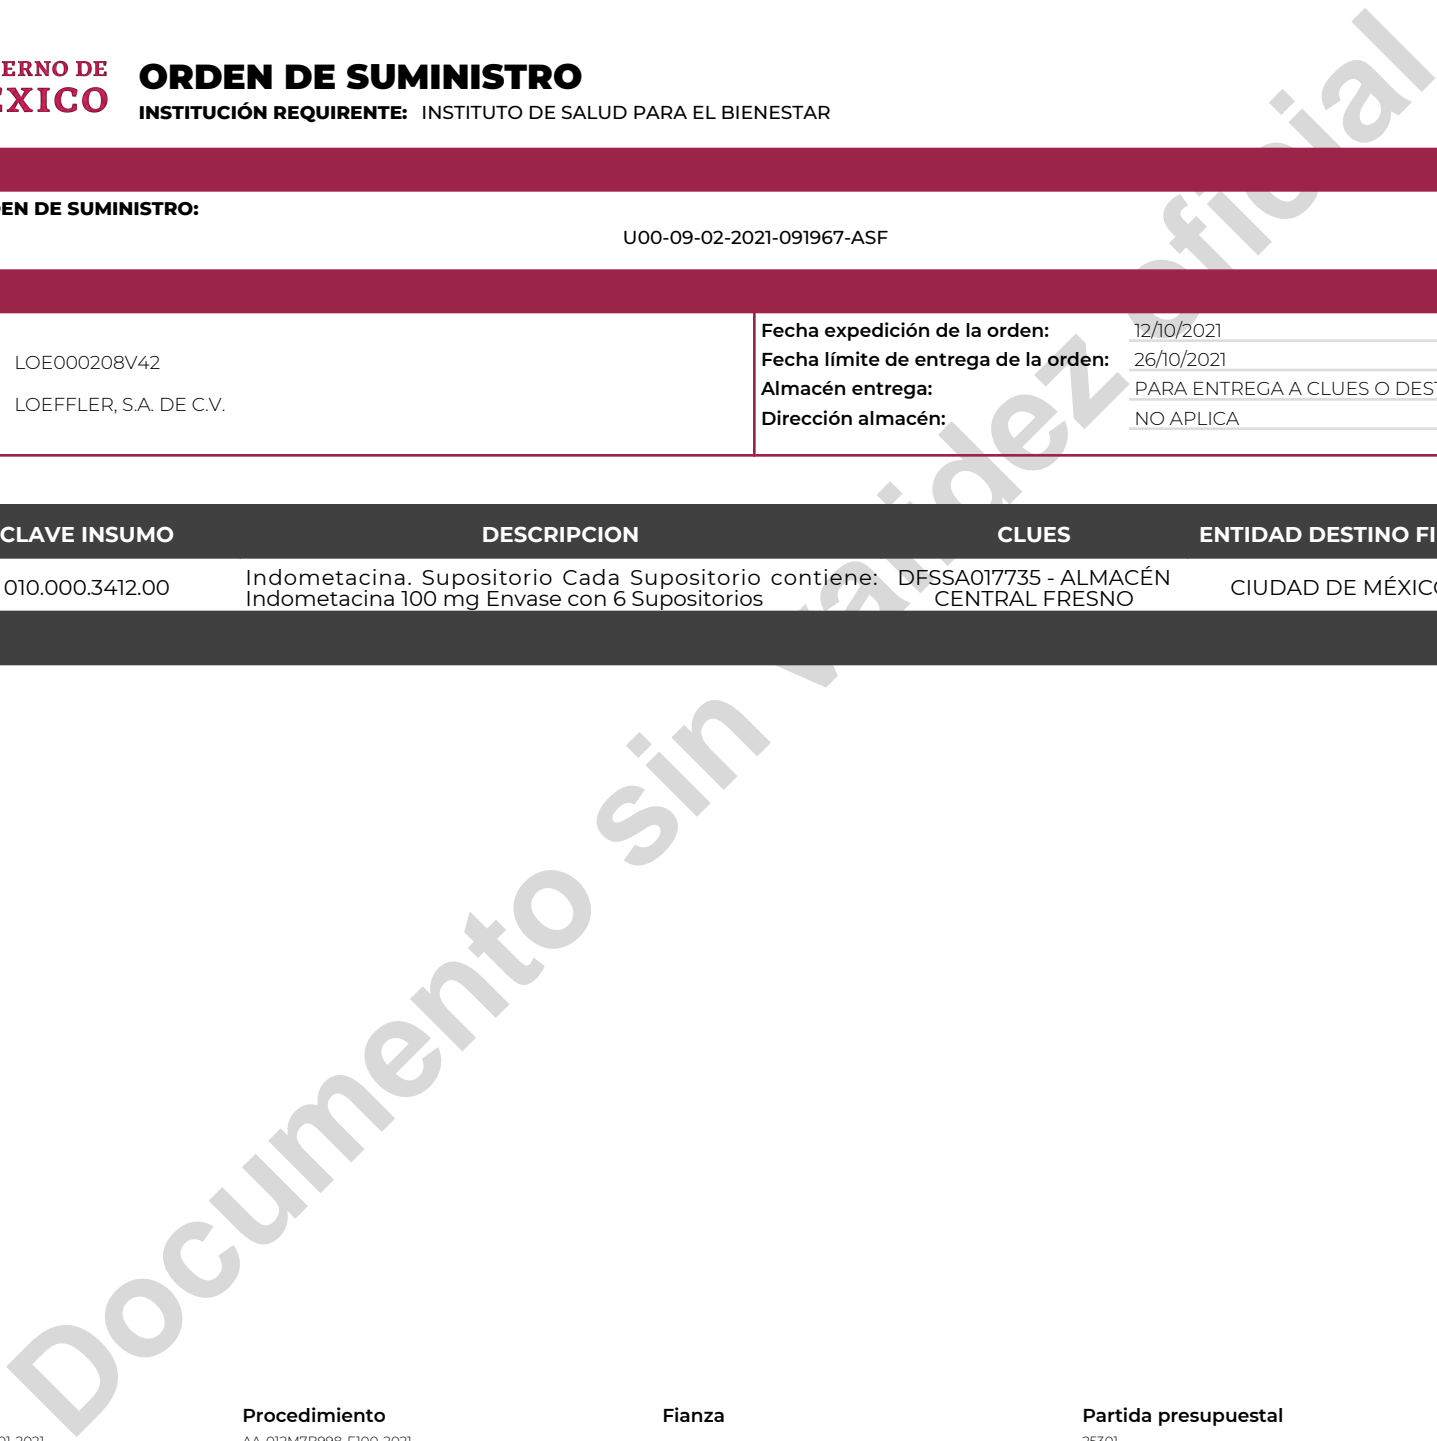 ERNO DE
EXICO
ORDEN DE SUMINISTRO
INSTITUCIÓN REQUIRENTE: INSTITUTO DE SALUD PARA EL BIENESTAR
EN DE SUMINISTRO:
U00-09-02-2021-091967-ASF
LOE000208V42
LOEFFLER, S.A. DE C.V.
Fecha expedición de la orden: 12/10/2021
Fecha límite de entrega de la orden: 26/10/2021
Almacén entrega: PARA ENTREGA A CLUES O DEST
Dirección almacén: NO APLICA
CLAVE INSUMO DESCRIPCION CLUES ENTIDAD DESTINO FI
010.000.3412.00 Indometacina. Supositorio Cada Supositorio contiene: DFSSA017735 - ALMACÉN CIUDAD DE MÉXICO
Indometacina 100 mg Envase con 6 Supositorios CENTRAL FRESNO
Documento sin validez oficial
Procedimiento Fianza Partida presupuestal